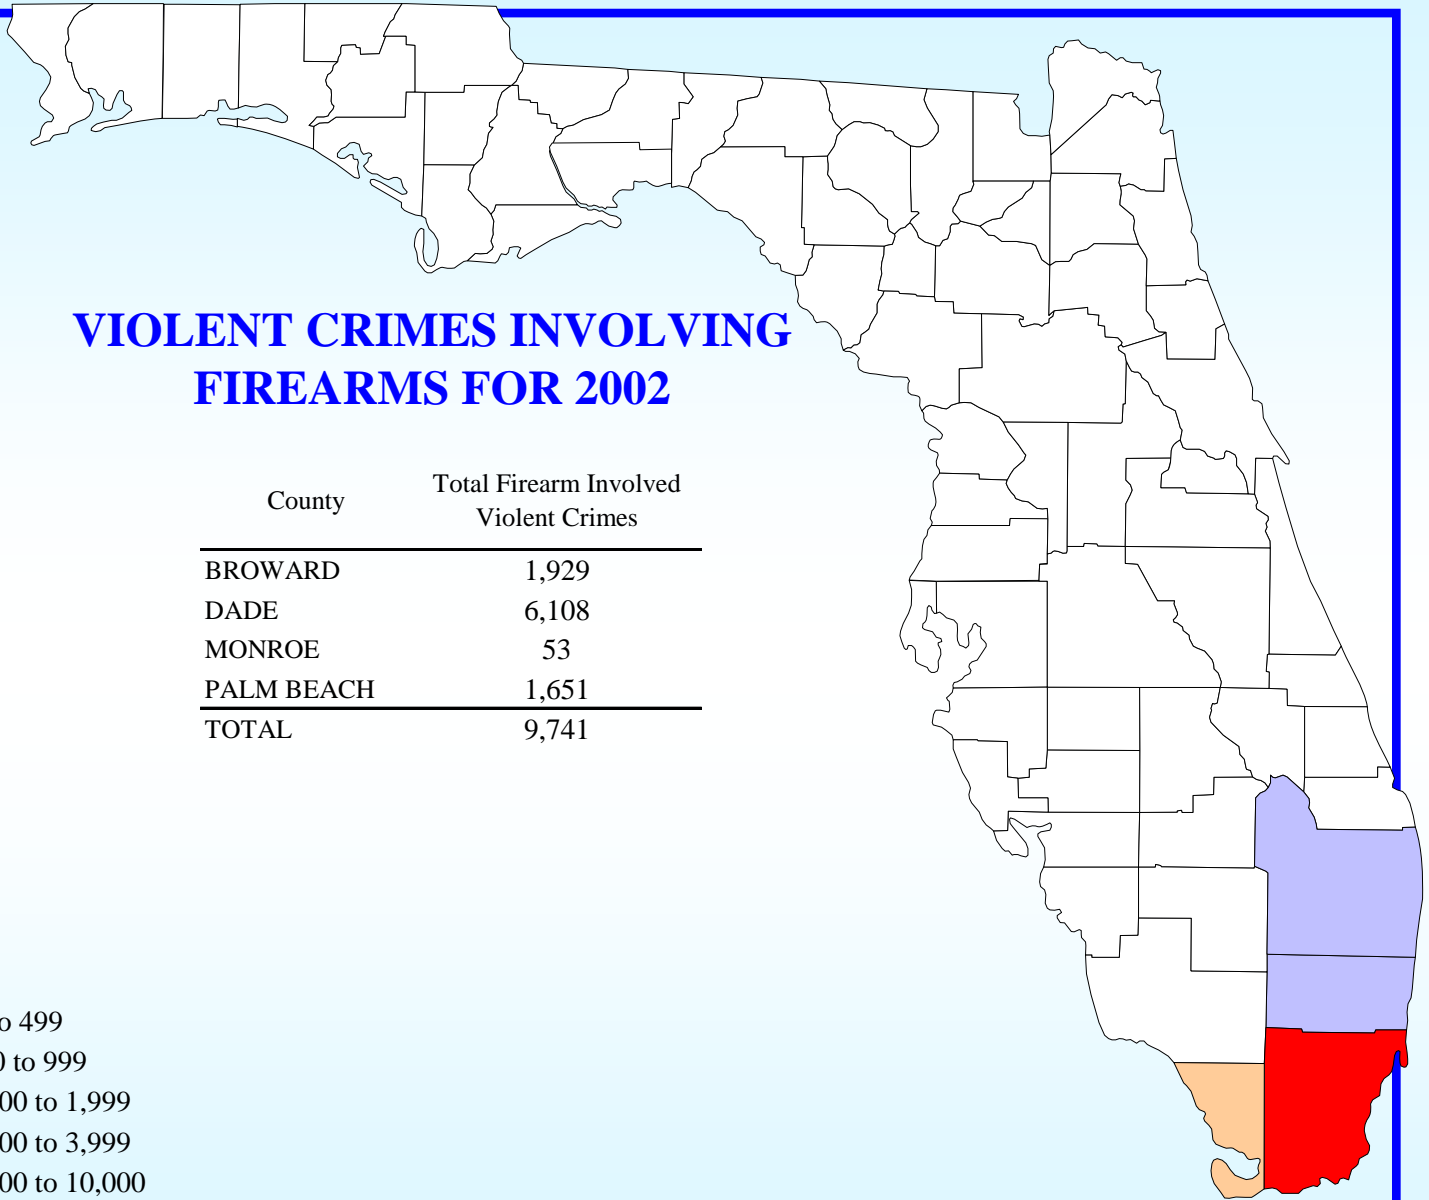 VIOLENT CRIMES INVOLVING
FIREARMS FOR 2002
County Total Firearm Involved
Violent Crimes
BROWARD 1,929
DADE 6,108
MONROE 53
PALM BEACH 1,651
TOTAL 9,741
499
to 999
to 1,999
to 3,999
to 10,000